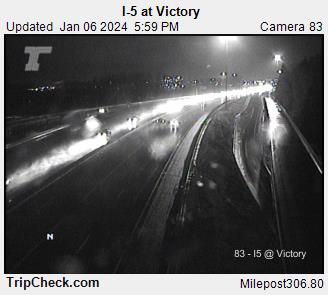 I-5 at Victory
Updated Jan 06 2024 5:59 PM Camera 83
T
N
83 - I5 @ Victory
TripCheck.com Milepost306.80